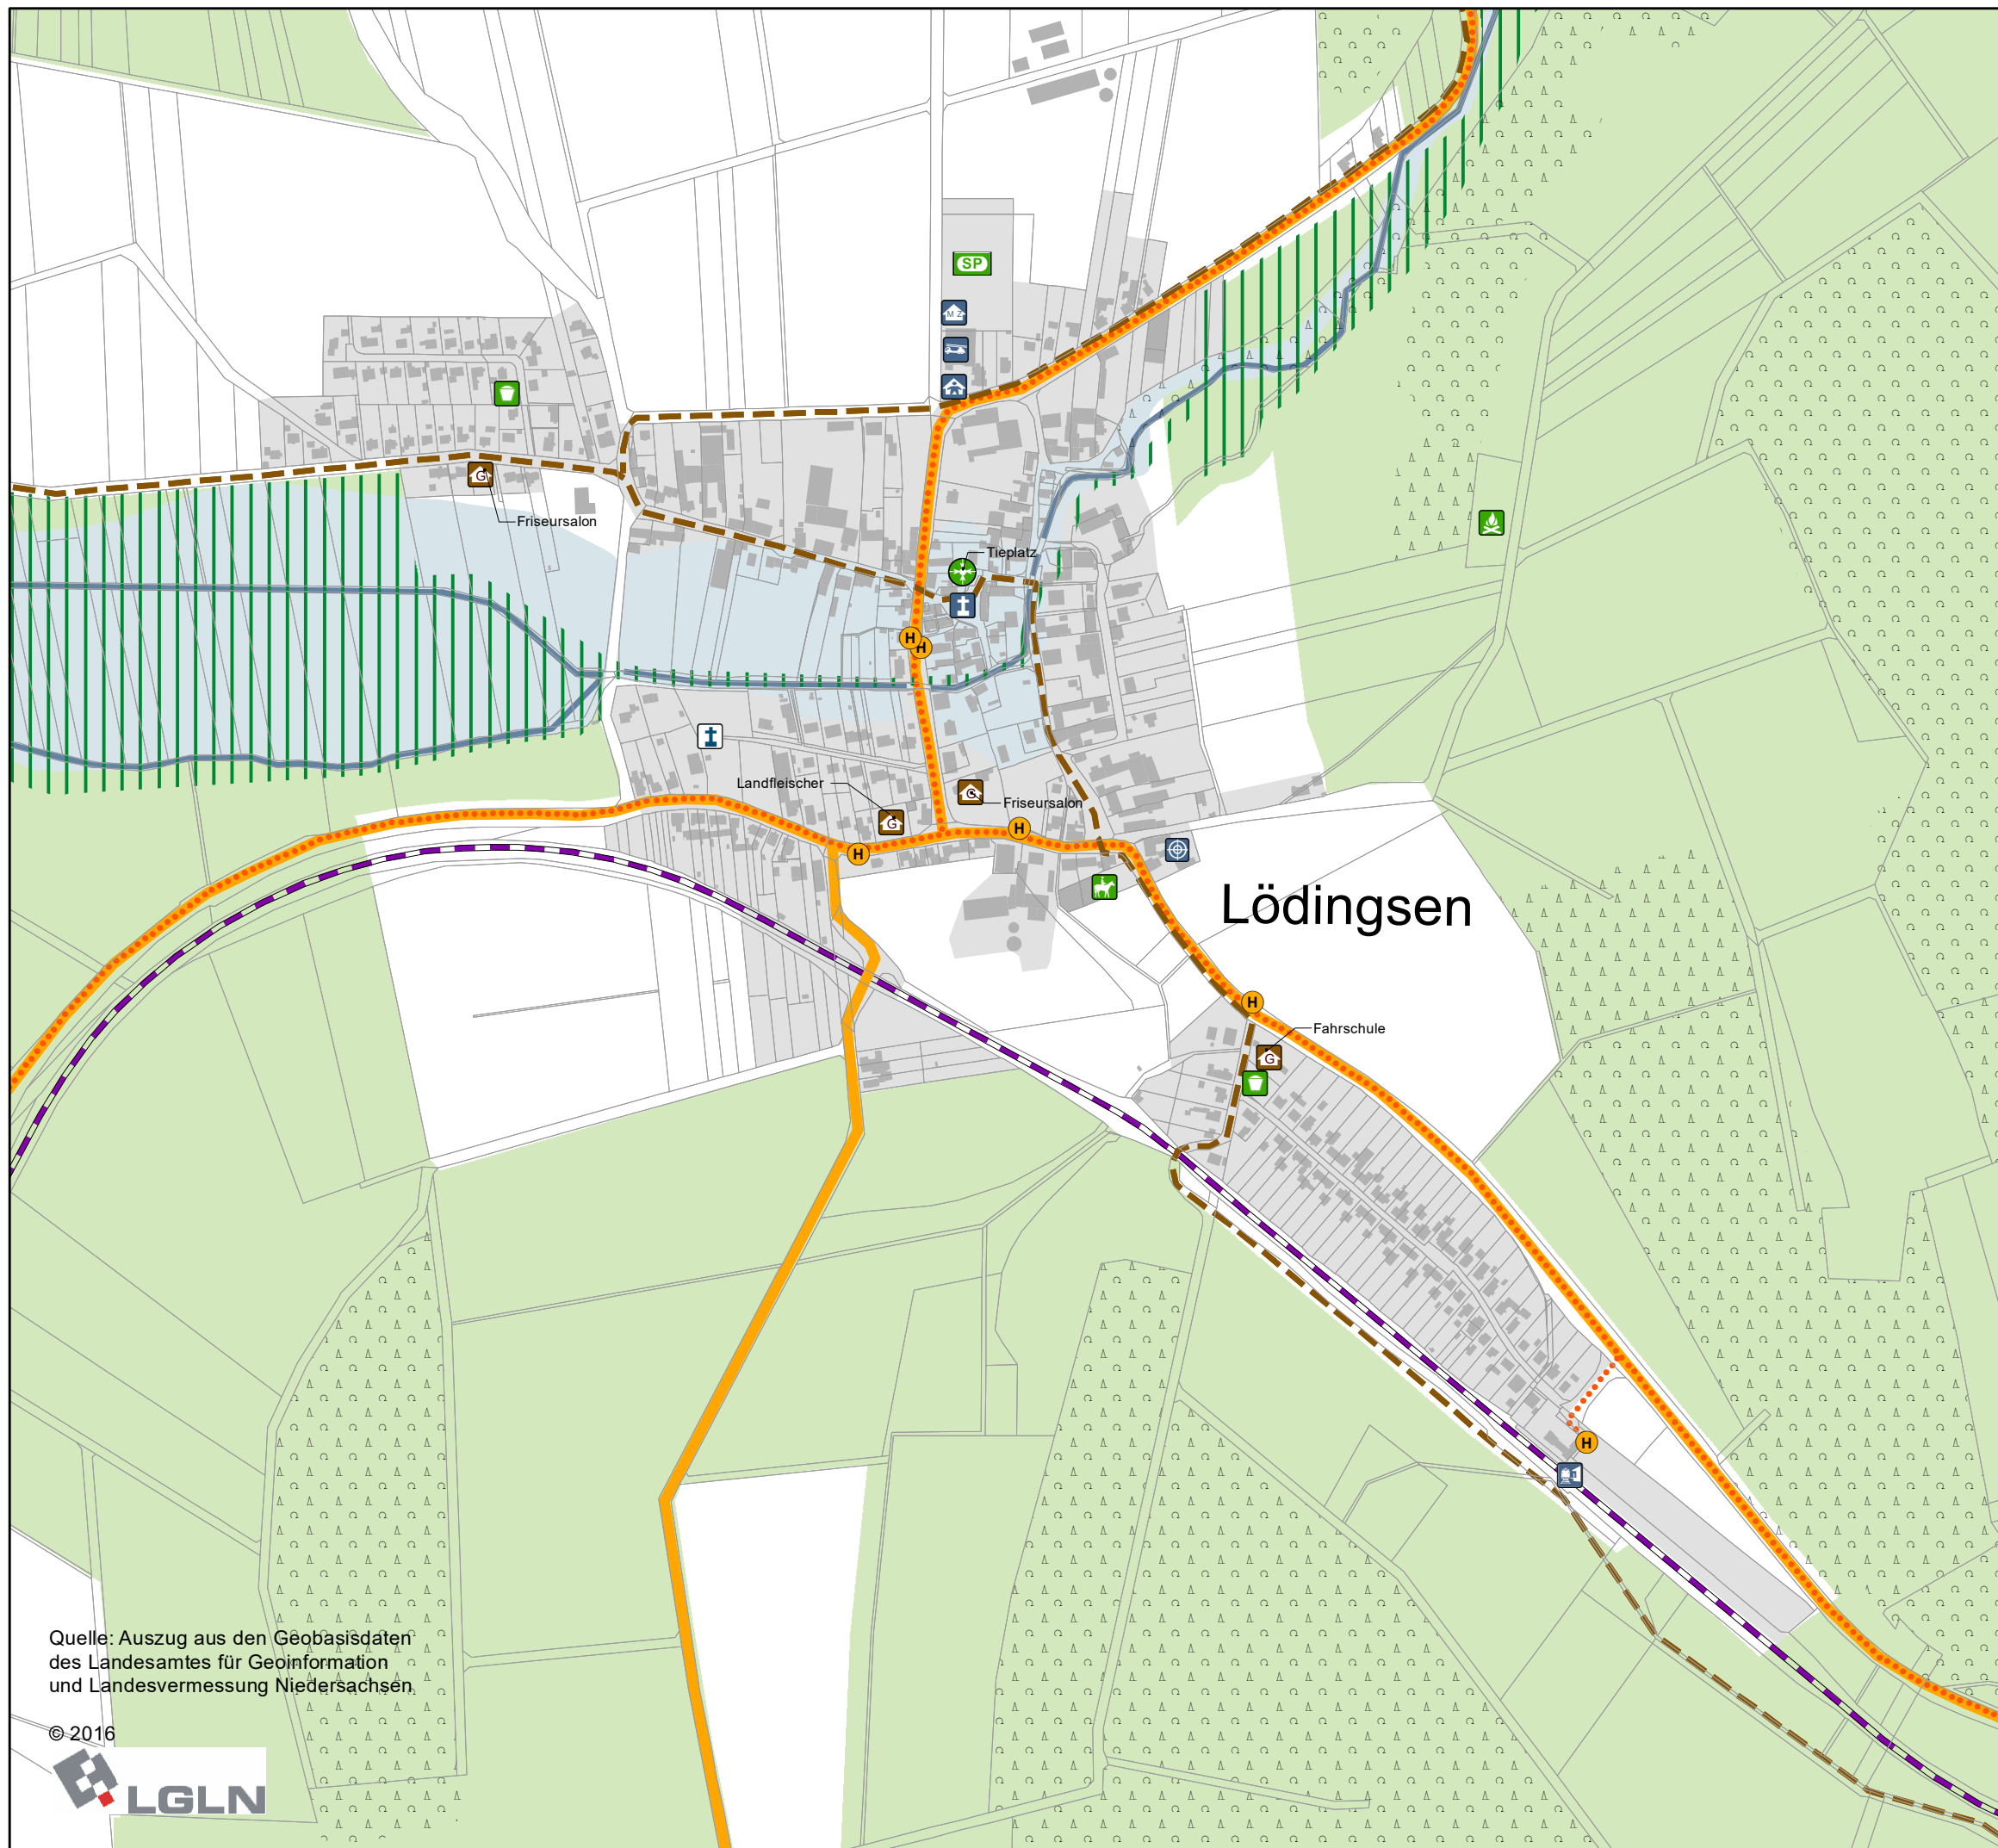 SP
M Z
G
Friseursalon
Tieplatz
H
H
Landfleischer
G
G
Friseursalon
H
H
Lödingsen
H
Fahrschule
G
H
Quelle: Auszug aus den Geobasisdaten
des Landesamtes für Geoinformation
und Landesvermessung Niedersachsen
© 2016
LGLN